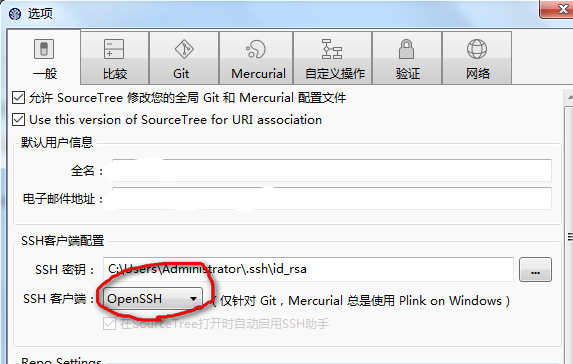 选项
一般 比较 Git Mercurial 自定义操作 验证 网络
允许 SourceTree 修改您的全局 Git 和 Mercurial 配置文件
Use this version of SourceTree for URI association
默认用户信息
全名：
电子邮件地址：
SSH客户端配置
SSH 密钥： C:\Users\Administrator\.ssh\id_rsa ...
SSH 客户端： OpenSSH （仅针对 Git，Mercurial 总是使用 Plink on Windows）
在SourceTree打开时自动启用SSH助手
Repo Settings